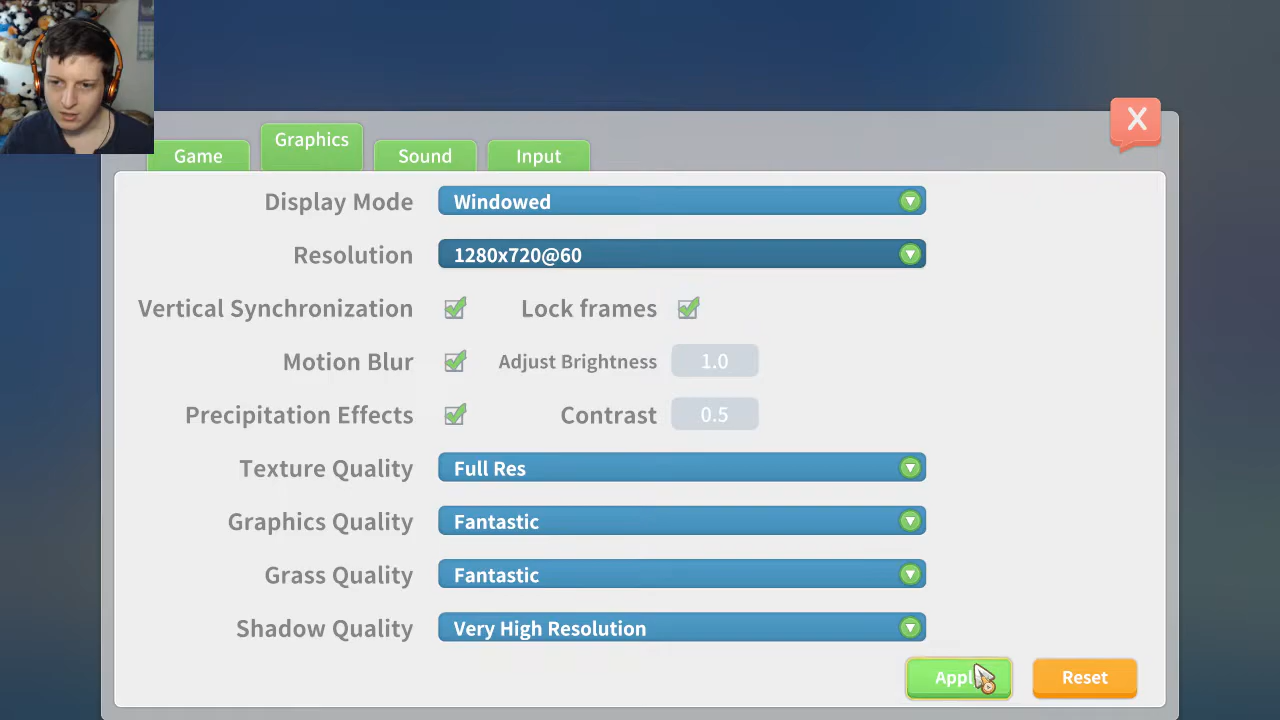 X
Graphics
Game Sound Input
Display Mode Windowed
Resolution 1280x720@60
Vertical Synchronization Lock frames
Motion Blur Adjust Brightness 1.0
Precipitation Effects Contrast 0.5
Texture Quality Full Res
Graphics Quality Fantastic
Grass Quality Fantastic
Shadow Quality Very High Resolution
Apply Reset